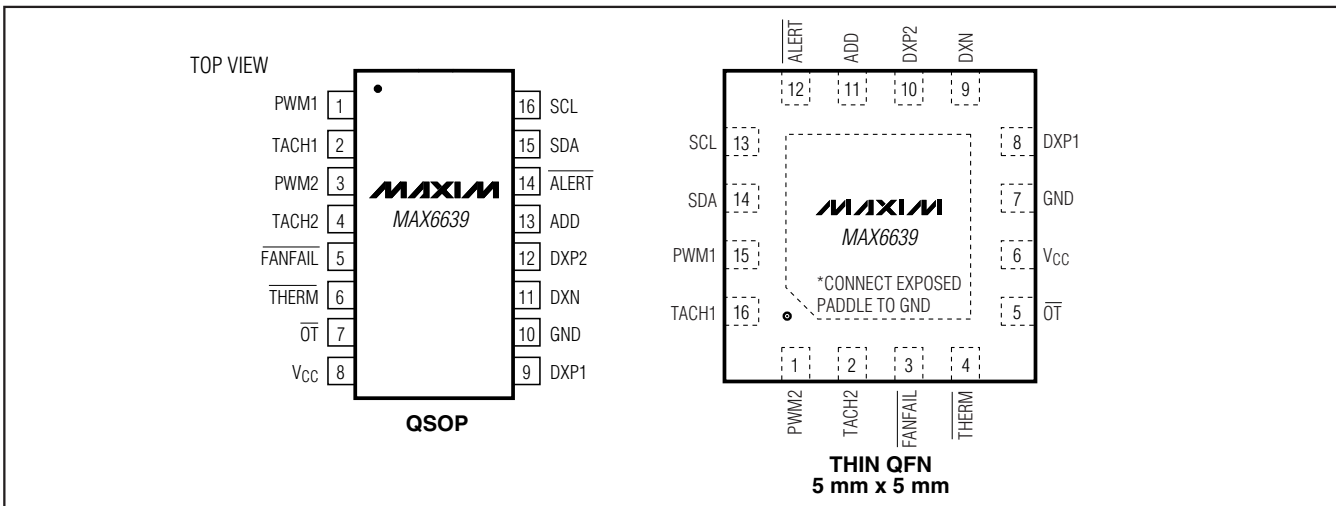 TOP VIEW
PWM1 1
TACH1 2
PWM2 3
TACH2 4
FANFAIL 5
THERM 6
OT 7
VCC 8
MAXIM
MAX6639
16 SCL
15 SDA
14 ALERT
13 ADD
12 DXP2
11 DXN
10 GND
9 DXP1
QSOP
ALERT ADD DXP2 DXN
12 11 10 9
SCL 13
SDA 14
PWM1 15
TACH1 16
MAXIM
MAX6639
*CONNECT EXPOSED
PADDLE TO GND
8 DXP1
7 GND
6 VCC
5 OT
1 2 3 4
PWM2 TACH2 FANFAIL THERM
THIN QFN
5 mm x 5 mm